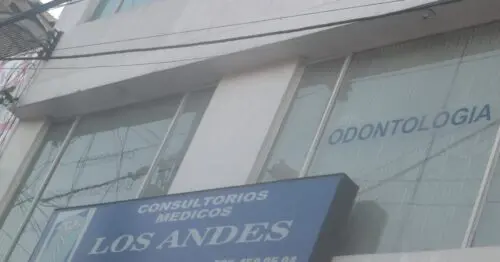 ODONTOLOGIA
CONSULTORIOS
MEDICOS
LOS ANDES